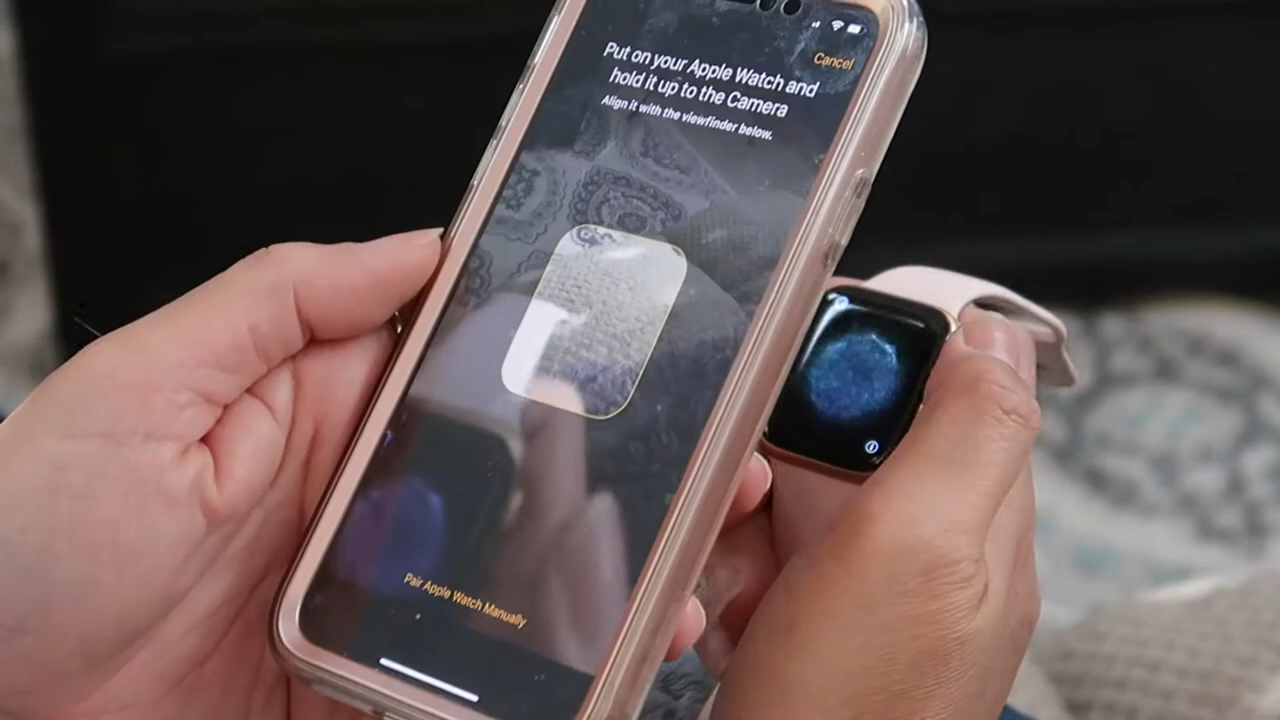 Cancel
Put on your Apple Watch and
hold it up to the Camera
Align it with the viewfinder below.
Pair Apple Watch Manually